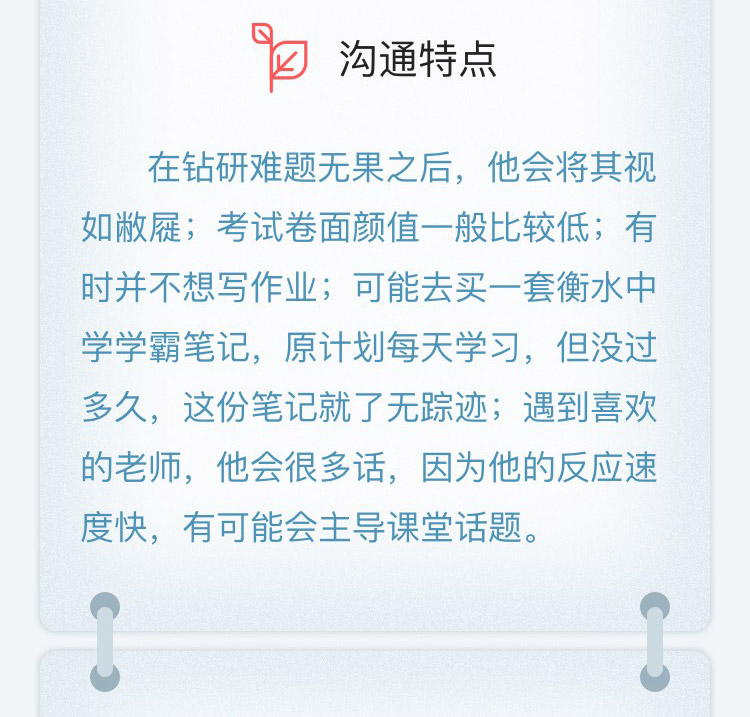 沟通特点
在钻研难题无果之后，他会将其视
如敝屣；考试卷面颜值一般比较低；有
时并不想写作业；可能去买一套衡水中
学学霸笔记，原计划每天学习，但没过
多久，这份笔记就了无踪迹；遇到喜欢
的老师，他会很多话，因为他的反应速
度快，有可能会主导课堂话题。